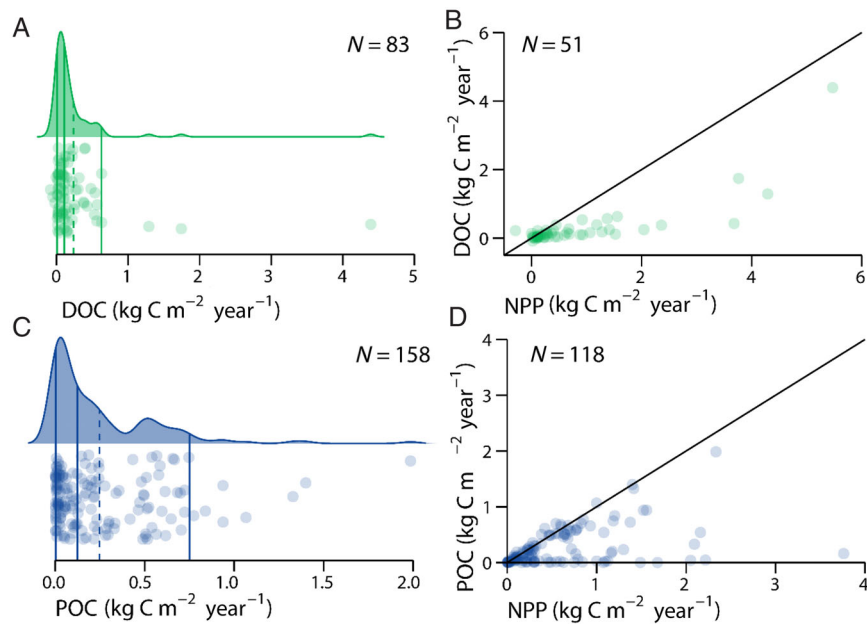 A
N = 83
0
1
2
3
4
5
DOC (kg C m⁻² year⁻¹)
B
N = 51
DOC (kg C m⁻² year⁻¹)
6
4
2
0
0
2
4
6
NPP (kg C m⁻² year⁻¹)
C
N = 158
0.0
0.5
1.0
1.5
2.0
POC (kg C m⁻² year⁻¹)
D
N = 118
POC (kg C m⁻² year⁻¹)
4
3
2
1
0
0
1
2
3
4
NPP (kg C m⁻² year⁻¹)